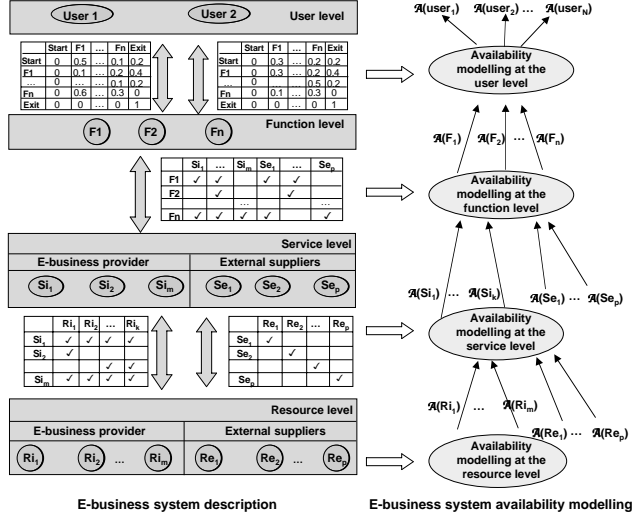 User 1 User 2 User level
Start F1 … Fn Exit
Start 0 0.5 … 0.1 0.2
F1 0 0.1 … 0.2 0.4
… 0 … … 0.1 0.2
Fn 0 0.6 … 0.3 0
Exit 0 0 … 0 1
Start F1 … Fn Exit
Start 0 0.3 … 0.2 0.2
F1 0 0.3 … 0.2 0.4
… 0 0.5 0.2
Fn 0 0.1 … 0.3 0
Exit 0 0 … 0 1
Function level
F1 F2 Fn
Si1 … Sim Se1 … Sep
F1 ✓ ✓ ✓ ✓
F2 ✓ ✓
… …
Fn ✓ ✓ ✓ ✓ ✓
Service level
E-business provider External suppliers
Si1 Si2 Sim Se1 Se2 Sep
Ri1 Ri2 … Rik
Si1 ✓ ✓ ✓ ✓
Si2 ✓
✓ ✓
Sim ✓ ✓ ✓ ✓
Re1 Re2 … Rep
Se1 ✓
Se2 ✓
✓
Sep ✓
Resource level
E-business provider External suppliers
Ri1 Ri2 … Rim Re1 Re2 … Rep
E-business system description
A(user1) A(user2) … A(userN)
Availability
modelling at the
user level
A(F1) A(F2) … A(Fn)
Availability
modelling at the
function level
A(Si1) … A(Sik) A(Se1) … A(Sep)
Availability
modelling at the
service level
A(Ri1) … A(Rim) A(Re1) … A(Rep)
Availability
modelling at the
resource level
E-business system availability modelling